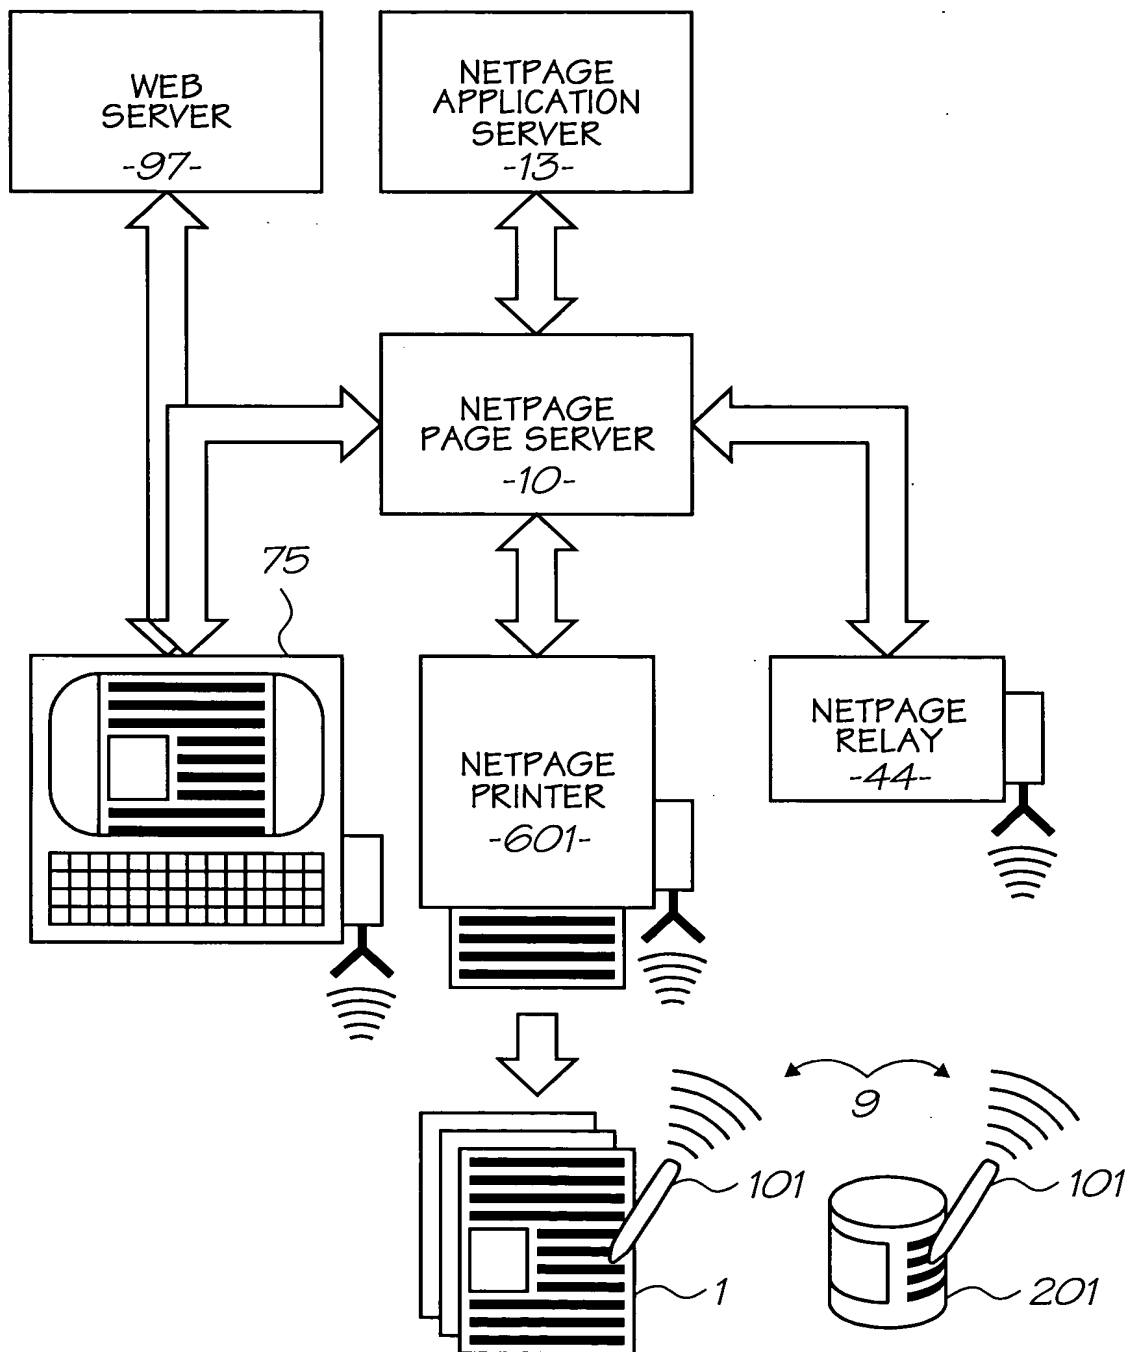 WEB
SERVER
-97-
NETPAGE
APPLICATION
SERVER
-13-
NETPAGE
PAGE SERVER
-10-
75
NETPAGE
PRINTER
-601-
NETPAGE
RELAY
-44-
9
101
101
1
201